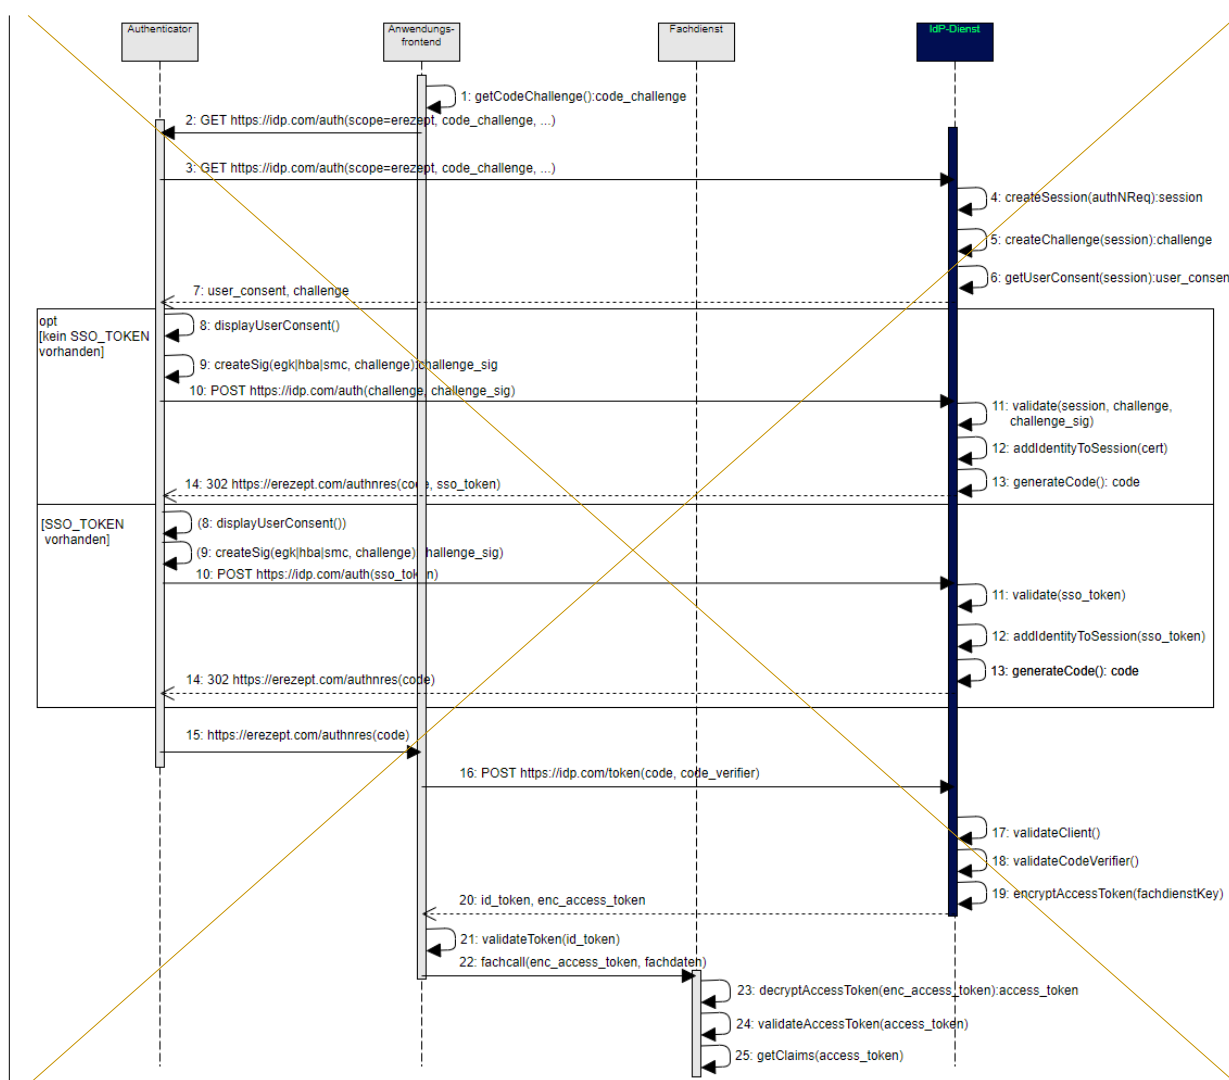 Authenticator
Anwendungs-
frontend
Fachdienst
IdP-Dienst
1: getCodeChallenge():code_challenge
2: GET https://idp.com/auth(scope=erezept, code_challenge, ...)
3: GET https://idp.com/auth(scope=erezept, code_challenge, ...)
4: createSession(authNReq):session
5: createChallenge(session):challenge
6: getUserConsent(session):user_consen
7: user_consent, challenge
opt
[kein SSO_TOKEN
vorhanden]
8: displayUserConsent()
9: createSig(egk|hba|smc, challenge):challenge_sig
10: POST https://idp.com/auth(challenge, challenge_sig)
11: validate(session, challenge,
challenge_sig)
12: addIdentityToSession(cert)
13: generateCode(): code
14: 302 https://erezept.com/authnres(code, sso_token)
[SSO_TOKEN
vorhanden]
(8: displayUserConsent())
(9: createSig(egk|hba|smc, challenge):challenge_sig)
10: POST https://idp.com/auth(sso_token)
11: validate(sso_token)
12: addIdentityToSession(sso_token)
13: generateCode(): code
14: 302 https://erezept.com/authnres(code)
15: https://erezept.com/authnres(code)
16: POST https://idp.com/token(code, code_verifier)
17: validateClient()
18: validateCodeVerifier()
19: encryptAccessToken(fachdienstKey)
20: id_token, enc_access_token
21: validateToken(id_token)
22: fachcall(enc_access_token, fachdaten)
23: decryptAccessToken(enc_access_token):access_token
24: validateAccessToken(access_token)
25: getClaims(access_token)